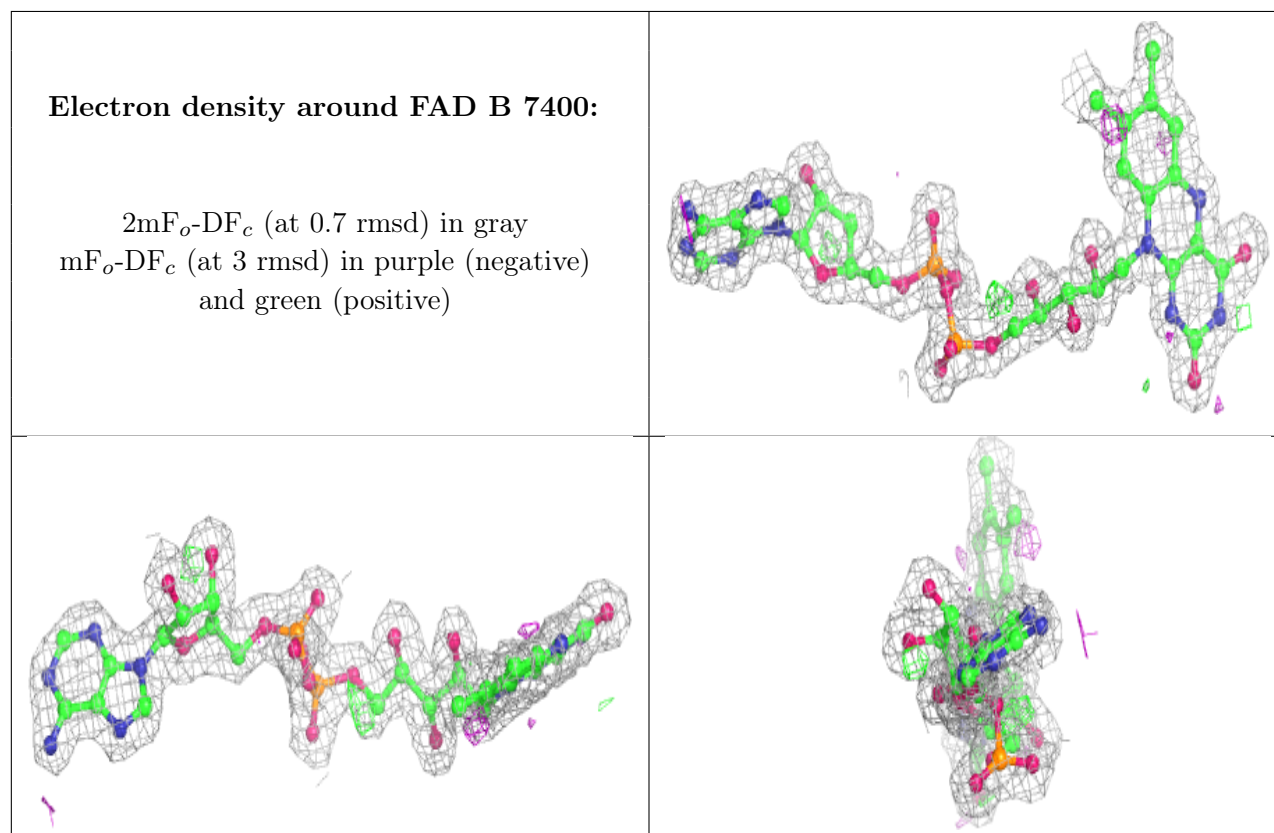 Electron density around FAD B 7400:
2mFo-DFc (at 0.7 rmsd) in gray
mFo-DFc (at 3 rmsd) in purple (negative)
and green (positive)